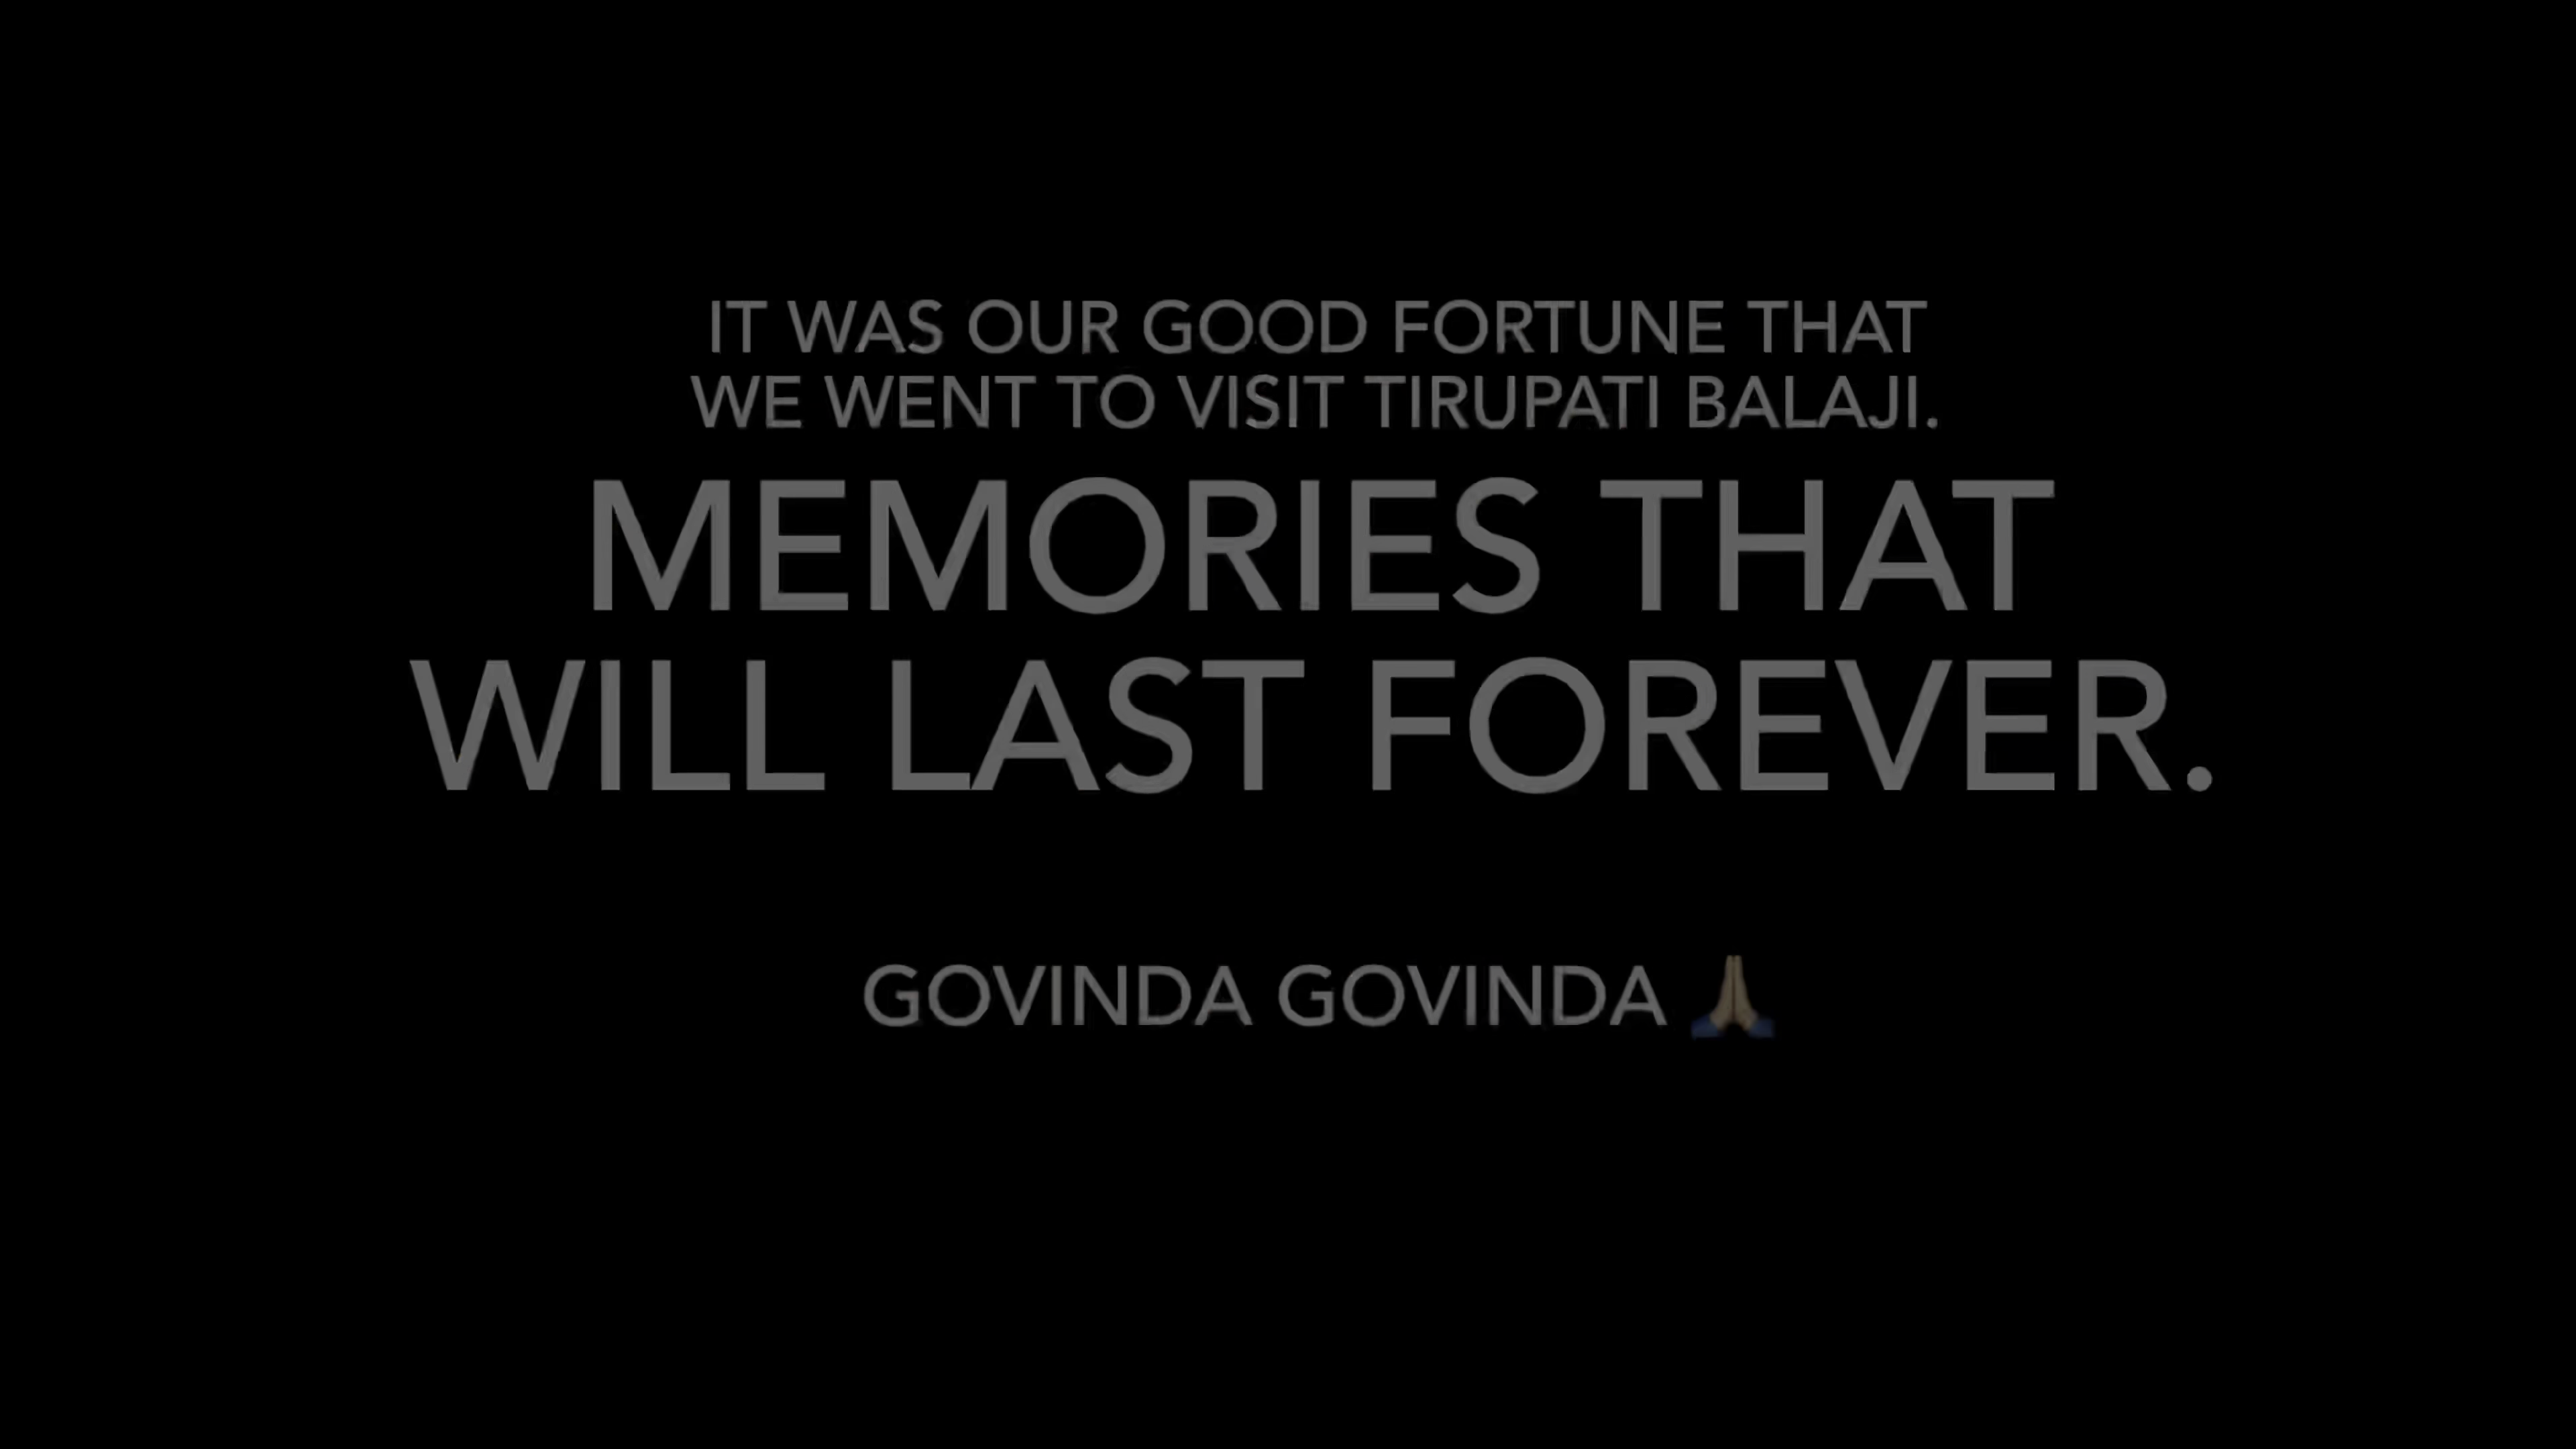 IT WAS OUR GOOD FORTUNE THAT
WE WENT TO VISIT TIRUPATI BALAJI.
MEMORIES THAT
WILL LAST FOREVER.
GOVINDA GOVINDA 🙏🏽